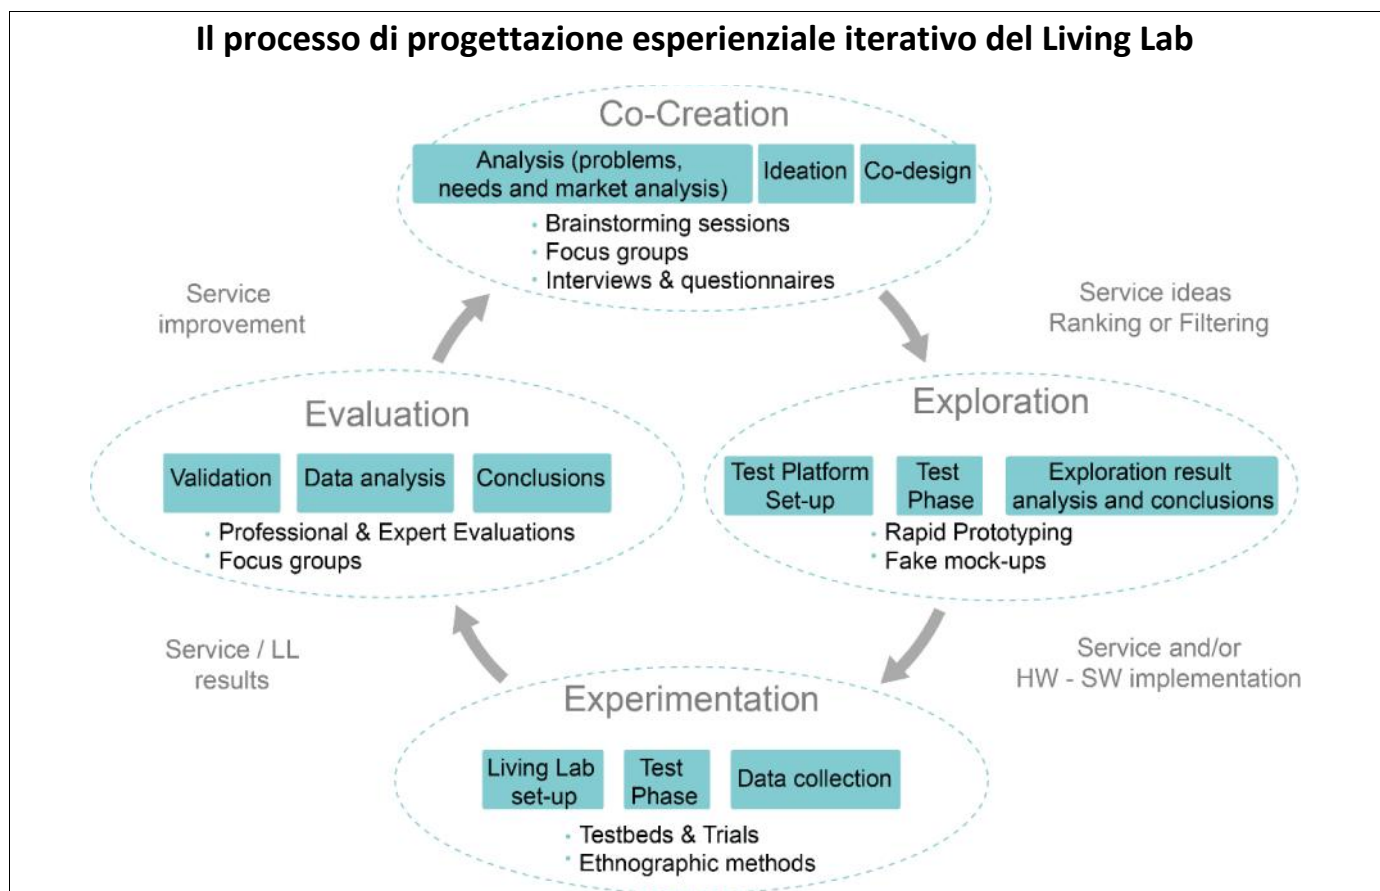 Il processo di progettazione esperienziale iterativo del Living Lab
Co-Creation
Analysis (problems,
needs and market analysis)
Ideation
Co-design
• Brainstorming sessions
• Focus groups
• Interviews & questionnaires
Service ideas
Ranking or Filtering
Exploration
Test Platform
Set-up
Test
Phase
Exploration result
analysis and conclusions
• Rapid Prototyping
• Fake mock-ups
Service and/or
HW - SW implementation
Experimentation
Living Lab
set-up
Test
Phase
Data collection
• Testbeds & Trials
• Ethnographic methods
Service / LL
results
Evaluation
Validation
Data analysis
Conclusions
• Professional & Expert Evaluations
• Focus groups
Service
improvement